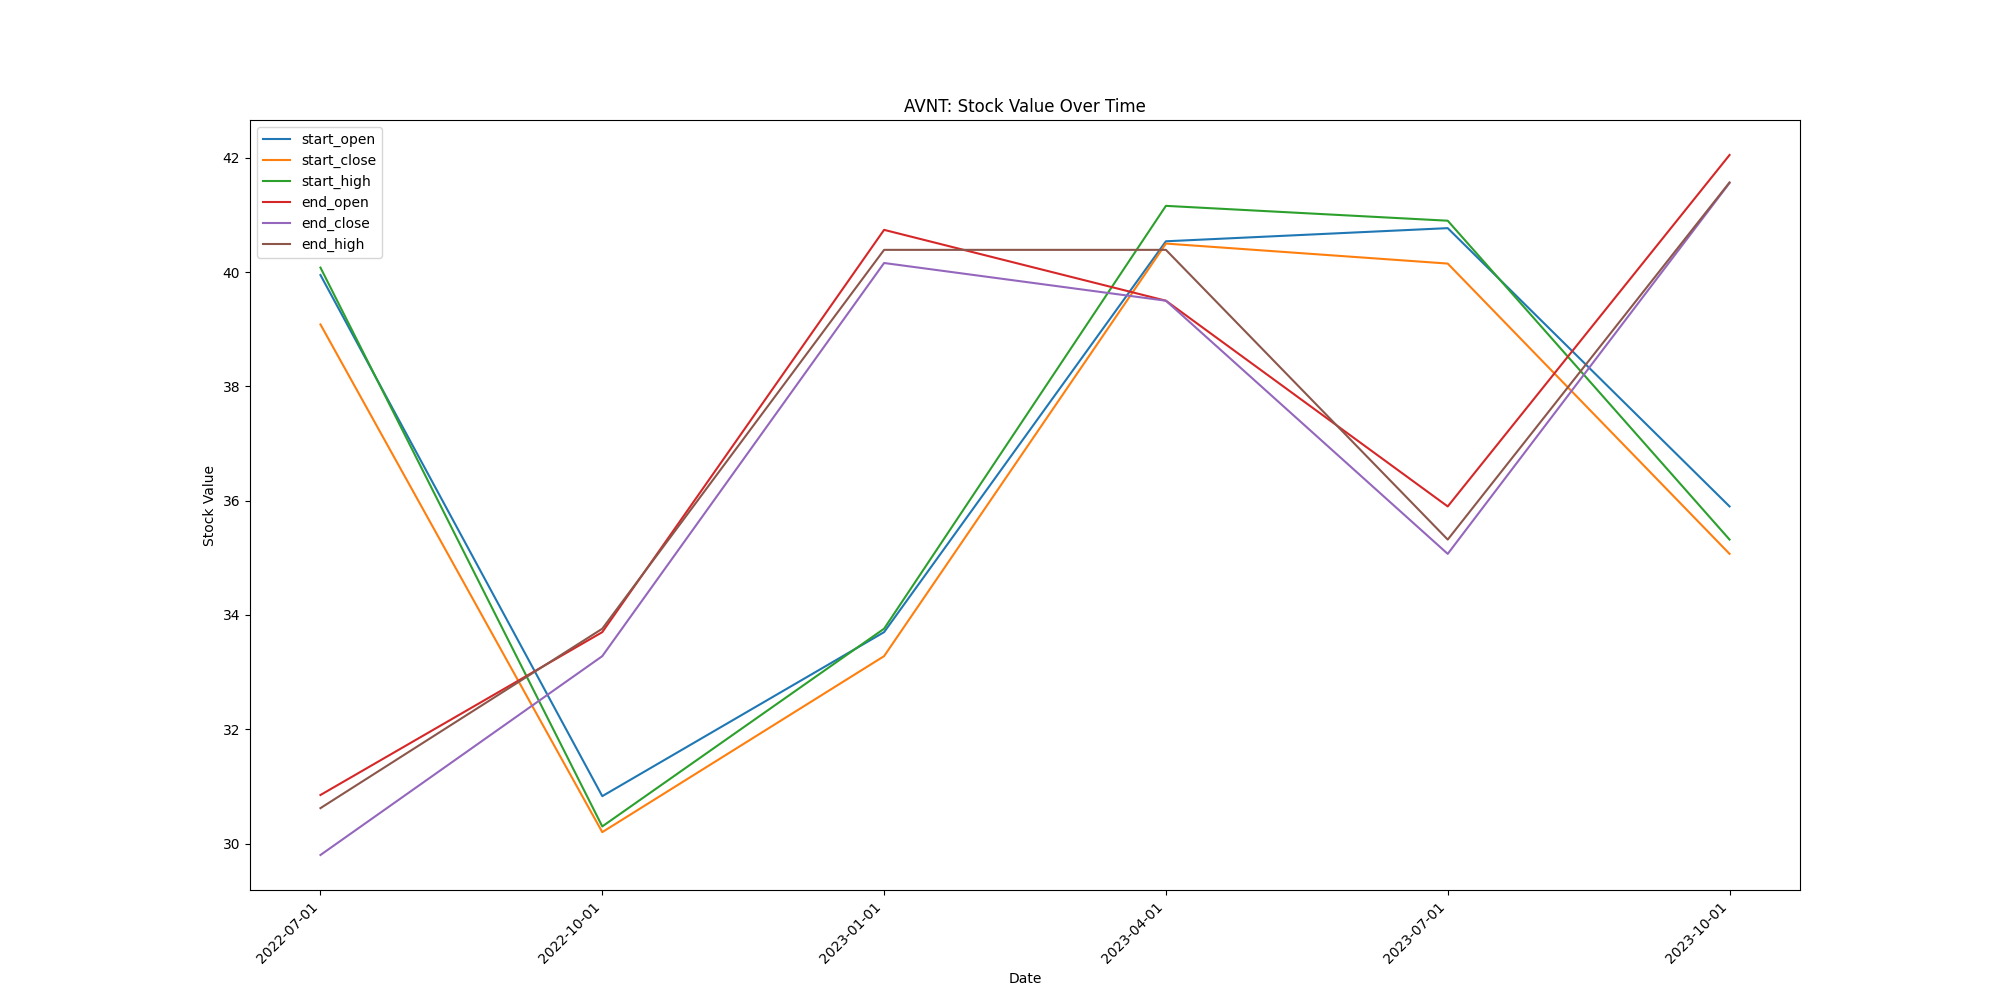 AVNT: Stock Value Over Time
start_open
start_close
start_high
end_open
end_close
end_high
42
40
38
36
34
32
30
Stock Value
2022-07-01
2022-10-01
2023-01-01
2023-04-01
2023-07-01
2023-10-01
Date